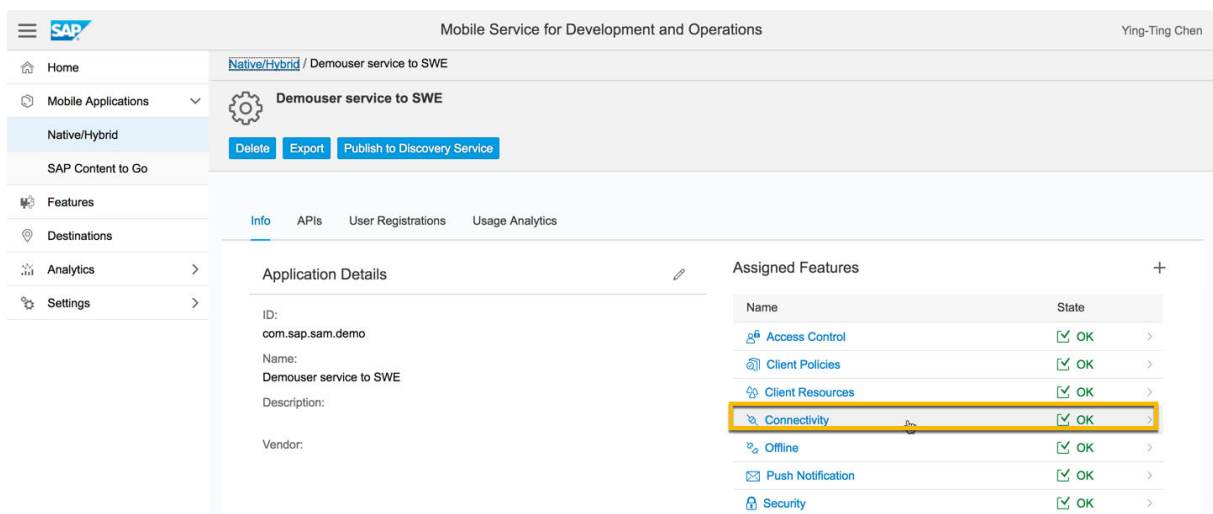 SAP
Mobile Service for Development and Operations
Ying-Ting Chen
Home
Mobile Applications
Native/Hybrid
SAP Content to Go
Features
Destinations
Analytics
Settings
Native/Hybrid / Demouser service to SWE
Demouser service to SWE
Delete Export Publish to Discovery Service
Info APIs User Registrations Usage Analytics
Application Details
ID:
com.sap.sam.demo
Name:
Demouser service to SWE
Description:
Vendor:
Assigned Features
Name State
Access Control OK
Client Policies OK
Client Resources OK
Connectivity OK
Offline OK
Push Notification OK
Security OK